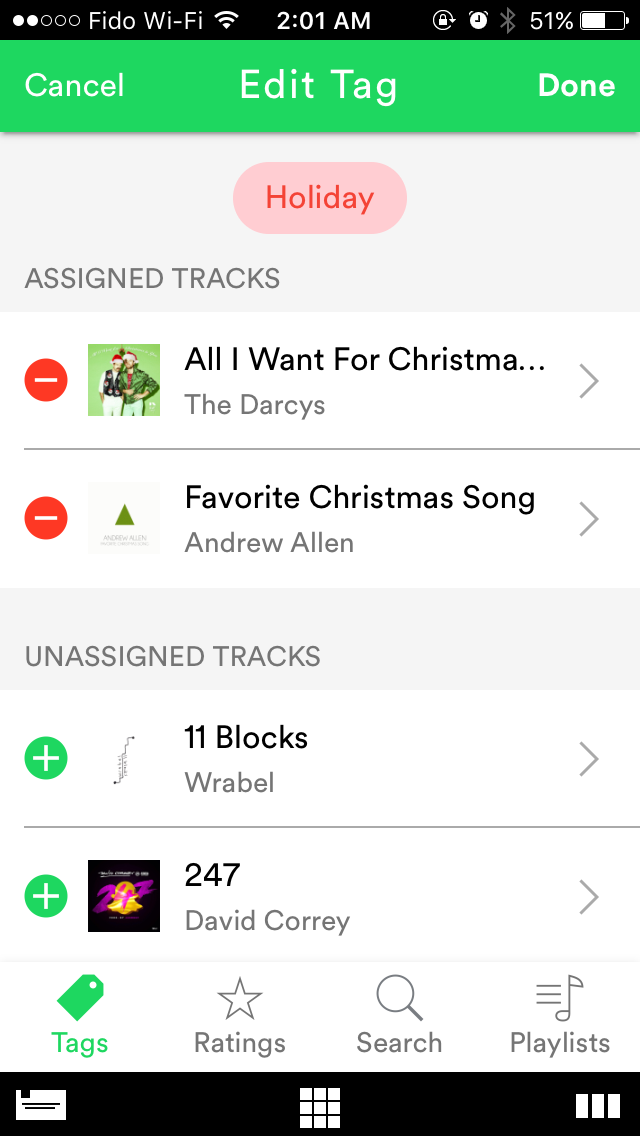 Fido Wi-Fi 2:01 AM 51%
Cancel Edit Tag Done
Holiday
ASSIGNED TRACKS
All I Want For Christma...
The Darcys
Favorite Christmas Song
ANDREW ALLEN
Andrew Allen
UNASSIGNED TRACKS
11 Blocks
Wrabel
247
247
David Correy
Tags Ratings Search Playlists